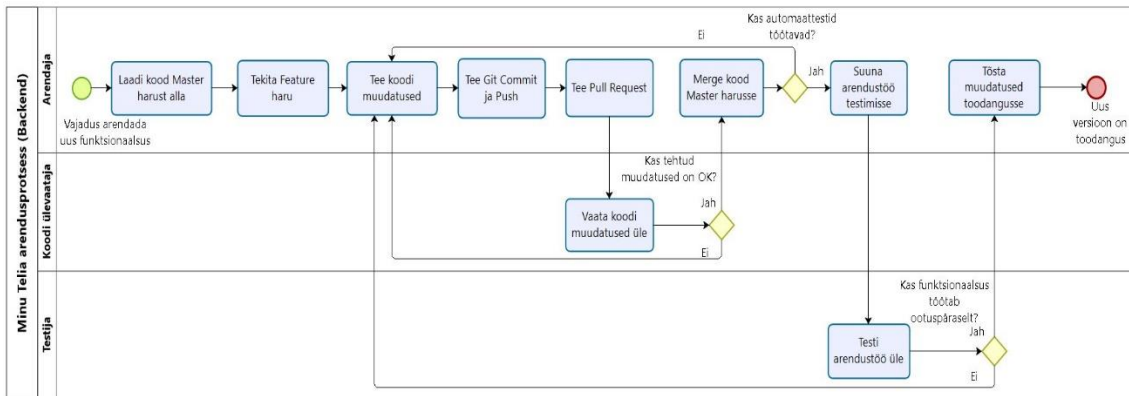 Minu Telia arendusprotsess (Backend)
Arendaja
Vajadus arendada
uus funktsionaalsus
Laadi kood Master
harust alla
Tekita Feature
haru
Tee koodi
muudatused
Tee Git Commit
ja Push
Tee Pull Request
Merge kood
Master harusse
Kas automaattestid
töötavad?
Ei
Jah
Suuna
arendustöö
testimisse
Tõsta
muudatused
toodangusse
Uus
versioon on
toodangus
Koodi ülevaataja
Vaata koodi
muudatused üle
Kas tehtud
muudatused on OK?
Jah
Ei
Testija
Testi
arendustöö üle
Kas funktsionaalsus
töötab
ootuspäraselt?
Jah
Ei